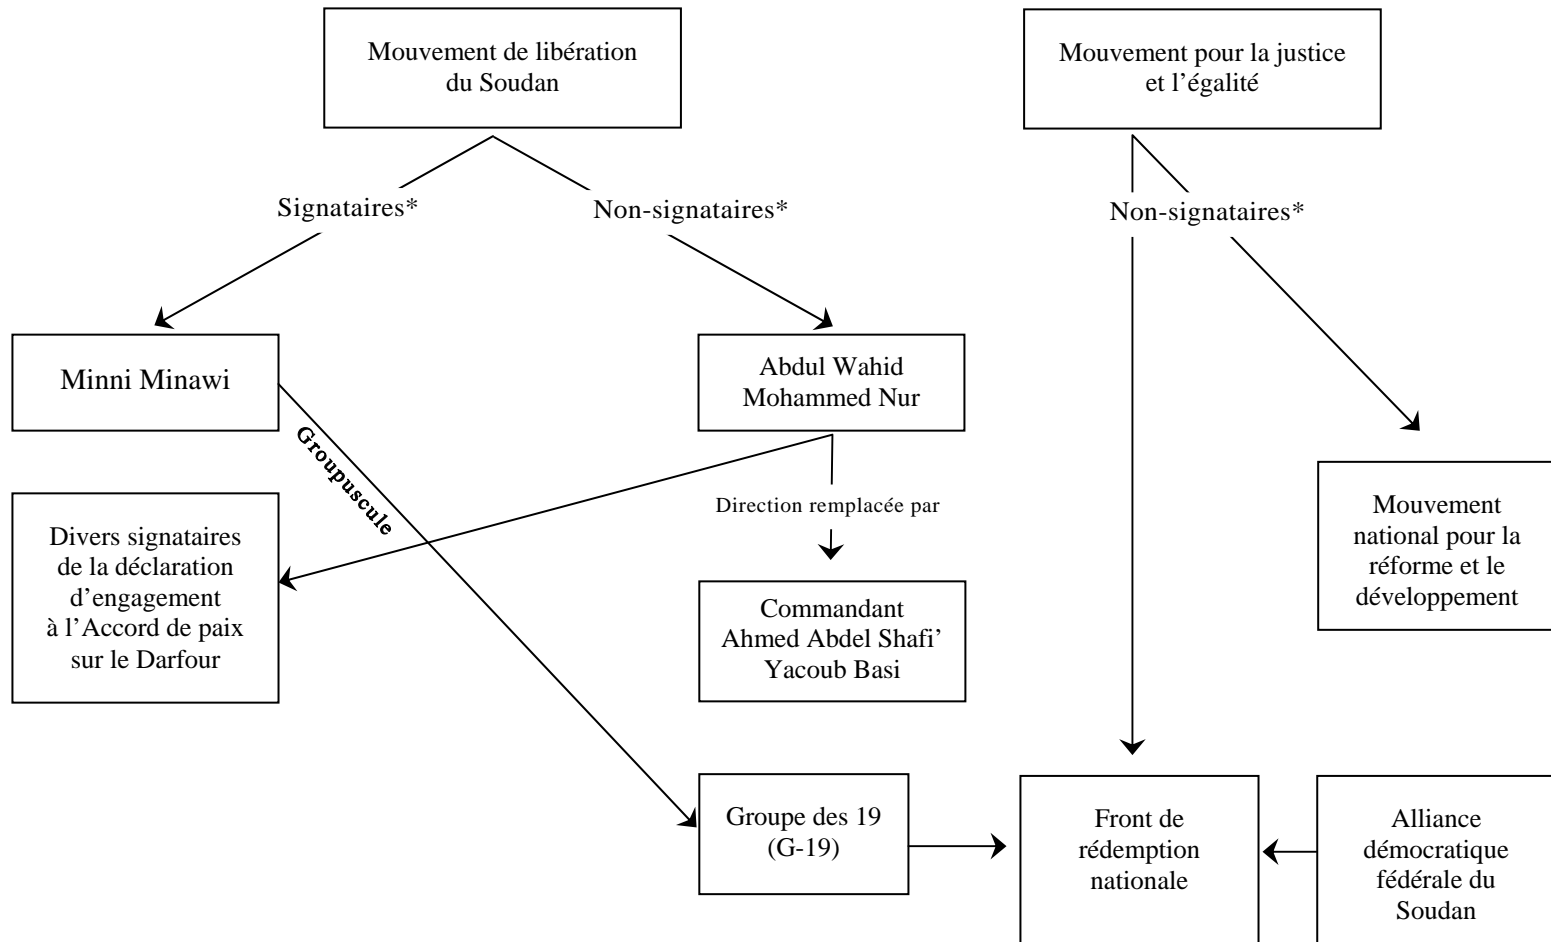 Mouvement de libération
du Soudan
Mouvement pour la justice
et l’égalité
Signataires*
Non-signataires*
Non-signataires*
Minni Minawi
Abdul Wahid
Mohammed Nur
Groupuscule
Divers signataires
de la déclaration
d’engagement
à l’Accord de paix
sur le Darfour
Direction remplacée par
Mouvement
national pour la
réforme et le
développement
Commandant
Ahmed Abdel Shafi’
Yacoub Basi
Groupe des 19
(G-19)
Front de
rédemption
nationale
Alliance
démocratique
fédérale du
Soudan